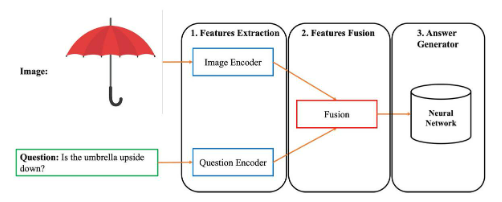 1. Features Extraction
2. Features Fusion
3. Answer
Generator
Image:
Image Encoder
Fusion
Neural
Network
Question: Is the umbrella upside
down?
Question Encoder